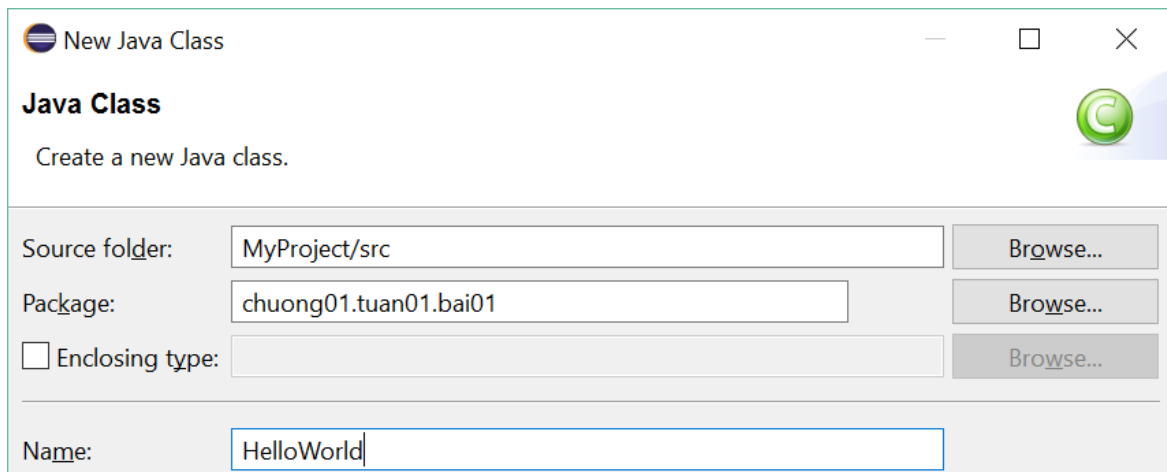 New Java Class
Java Class
Create a new Java class.
Source folder: MyProject/src Browse...
Package: chuong01.tuan01.bai01 Browse...
Enclosing type: Browse...
Name: HelloWorld